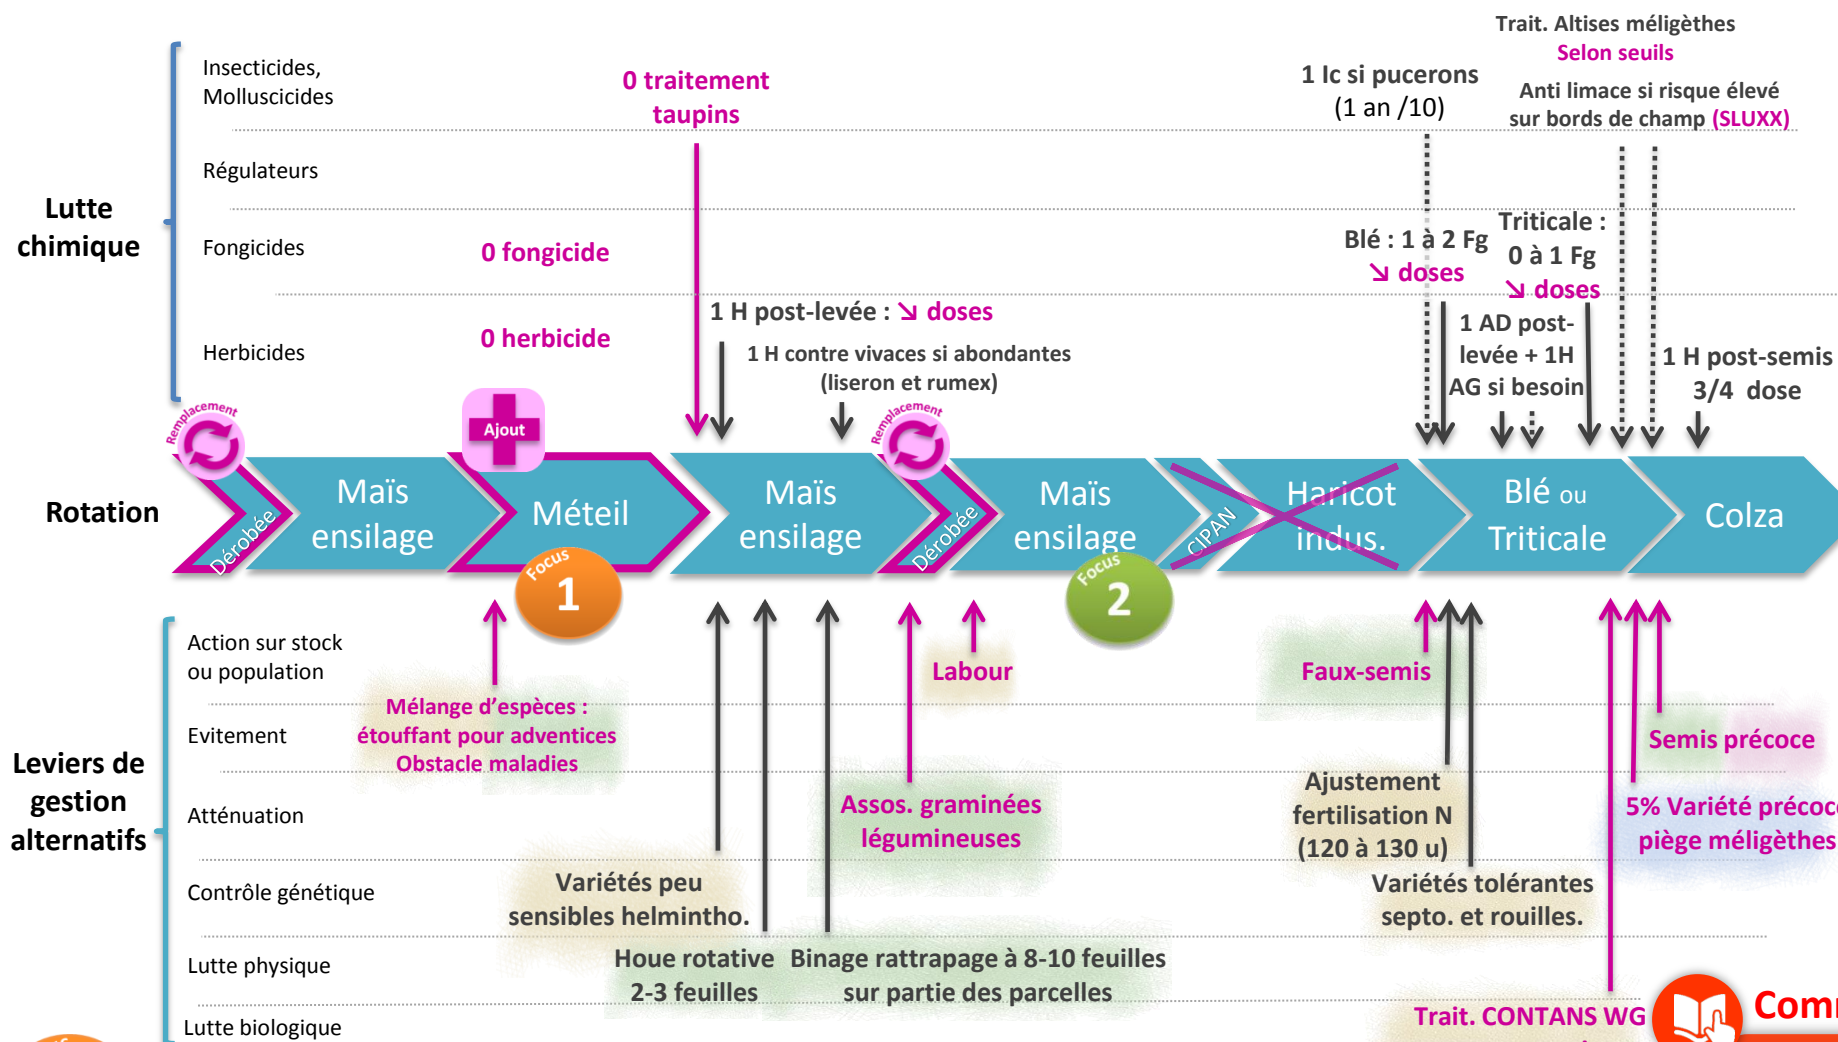 Trait. Altises méligèthes
Selon seuils
Insecticides,
Molluscicides
0 traitement
taupins
1 Ic si pucerons
(1 an /10)
Anti limace si risque élevé
sur bords de champ (SLUXX)
Régulateurs
Lutte
chimique
Fongicides
0 fongicide
Blé : 1 à 2 Fg
↘ doses
Triticale :
0 à 1 Fg
↘ doses
Herbicides
0 herbicide
1 H post-levée : ↘ doses
1 H contre vivaces si abondantes
(liseron et rumex)
1 AD post-
levée + 1H
AG si besoin
1 H post-semis
3/4 dose
Remplacement
Ajout
Remplacement
Rotation
Dérobée
Maïs
ensilage
Méteil
Maïs
ensilage
Dérobée
Maïs
ensilage
CIPAN
Haricot
indus.
Blé ou
Triticale
Colza
Focus
1
Focus
2
Leviers de
gestion
alternatifs
Action sur stock
ou population
Labour
Faux-semis
Mélange d'espèces :
étouffant pour adventices
Obstacle maladies
Evitement
Semis précoce
Atténuation
Assos. graminées
légumineuses
Ajustement
fertilisation N
(120 à 130 u)
5% Variété précoce
piège méligèthes
Contrôle génétique
Variétés peu
sensibles helmintho.
Variétés tolérantes
septo. et rouilles.
Lutte physique
Houe rotative
2-3 feuilles
Binage rattrapage à 8-10 feuilles
sur partie des parcelles
Lutte biologique
Trait. CONTANS WG